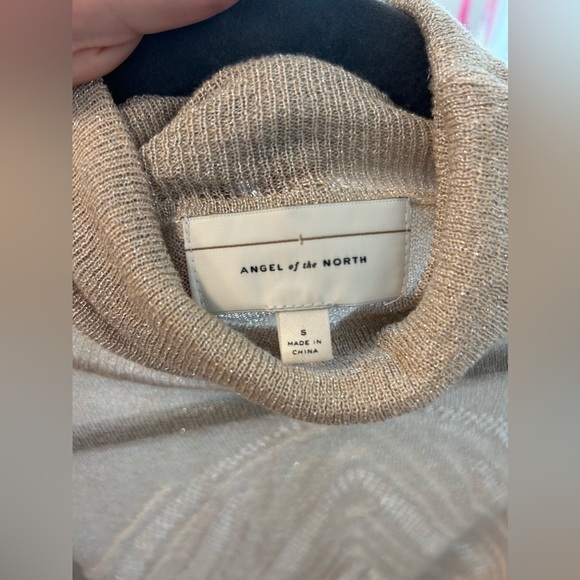 ANGEL of the NORTH
S
MADE IN
CHINA